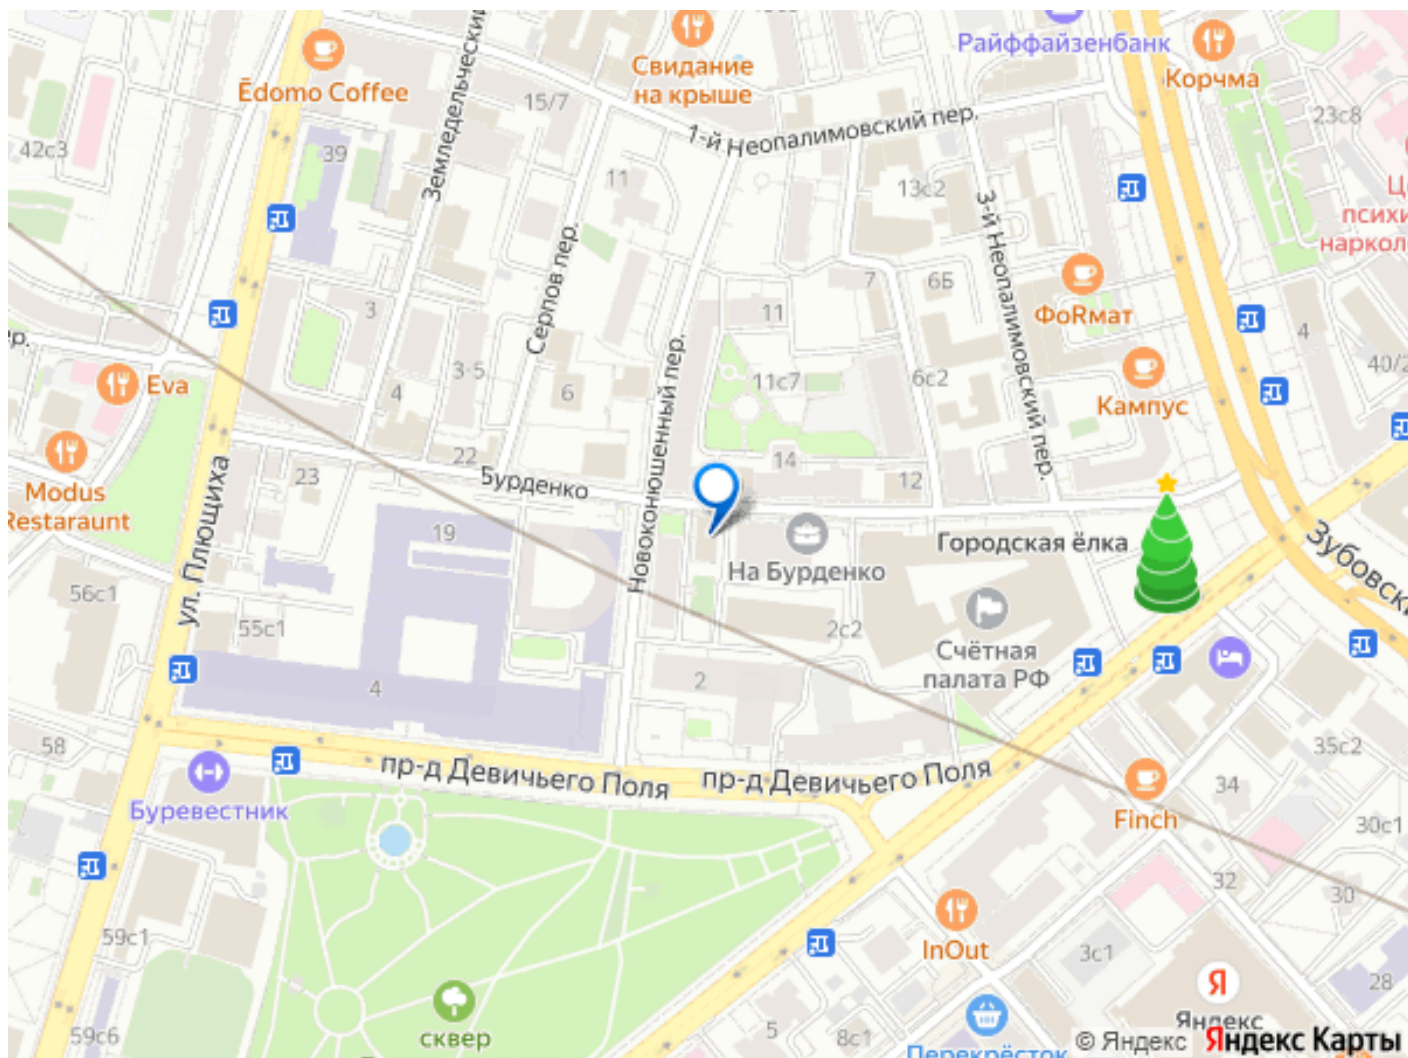 Райффайзенбанк
Ēdomo Coffee
Свидание
на крыше
Корчма
15/7
23с8
42с3
39
Земледельческий
1-й Неопалимовский пер.
11
13с2
3-й Неопалимовский пер.
Серпов пер.
7
6Б
3
11
ФоRмат
4
Eva
3-5
4
6
11с7
6с2
Кампус
Новоконюшенный пер.
Modus
Restaraunt
23
22
Бурденко
14
12
ул. Плющиха
19
На Бурденко
Городская ёлка
56с1
55с1
2с2
Счётная
палата РФ
4
2
58
пр-д Девичьего Поля
пр-д Девичьего Поля
35с2
34
Буревестник
Finch
30с1
32
30
59с1
InOut
3с1
28
сквер
59с6
5
8с1
Перекрёсток
Яндекс
© Яндекс Яндекс Карты